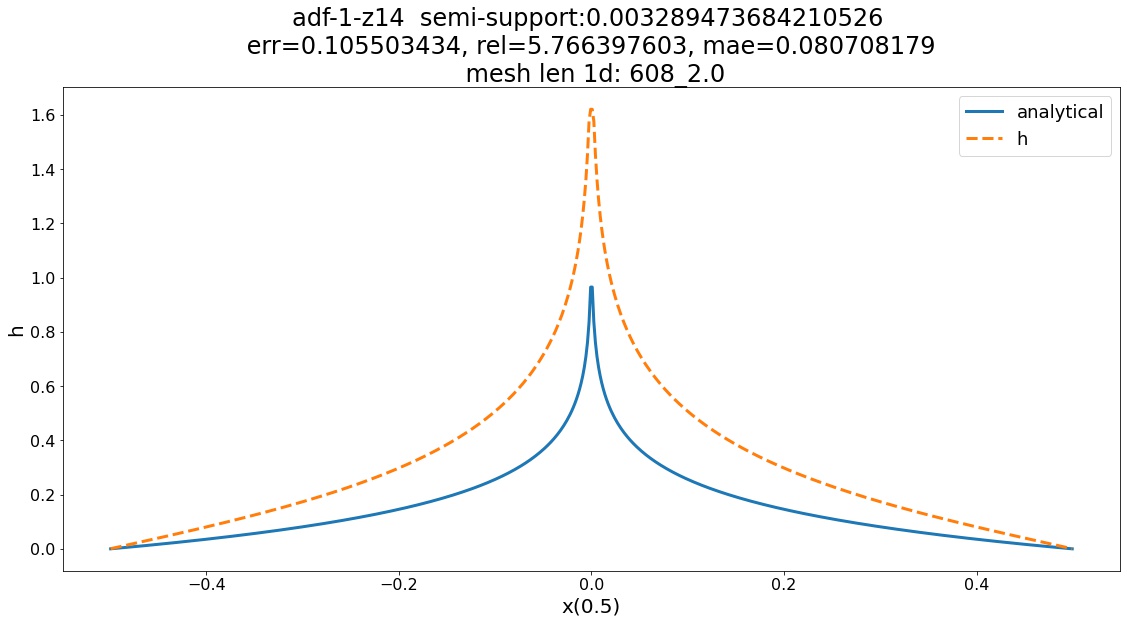 adf-1-z14  semi-support:0.003289473684210526
err=0.105503434, rel=5.766397603, mae=0.080708179
mesh len 1d: 608_2.0
analytical
h
1.6
1.4
1.2
1.0
0.8
0.6
0.4
0.2
0.0
h
−0.4
−0.2
0.0
0.2
0.4
x(0.5)